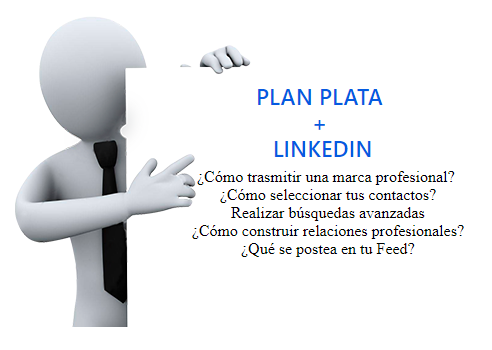 PLAN PLATA
+
LINKEDIN
¿Cómo trasmitir una marca profesional?
¿Cómo seleccionar tus contactos?
Realizar búsquedas avanzadas
¿Cómo construir relaciones profesionales?
¿Qué se postea en tu Feed?